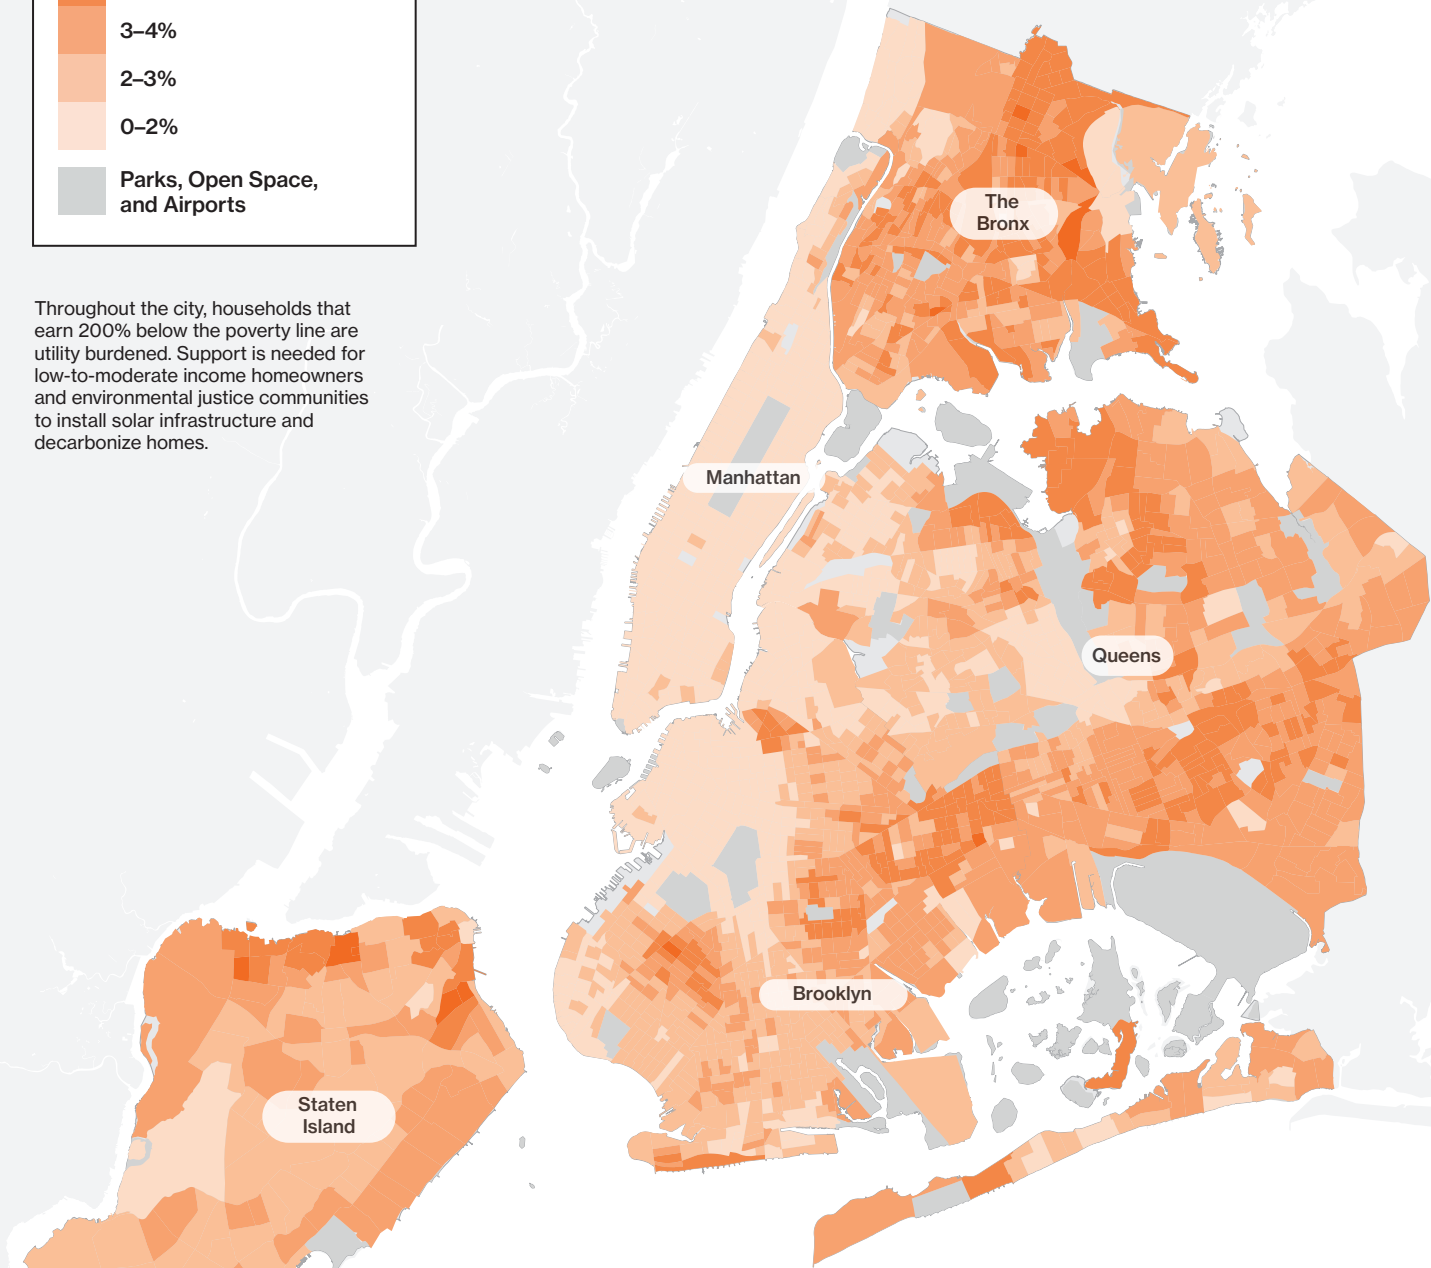 3–4%
2–3%
0–2%
Parks, Open Space,
and Airports
Throughout the city, households that
earn 200% below the poverty line are
utility burdened. Support is needed for
low-to-moderate income homeowners
and environmental justice communities
to install solar infrastructure and
decarbonize homes.
The
Bronx
Manhattan
Queens
Brooklyn
Staten
Island